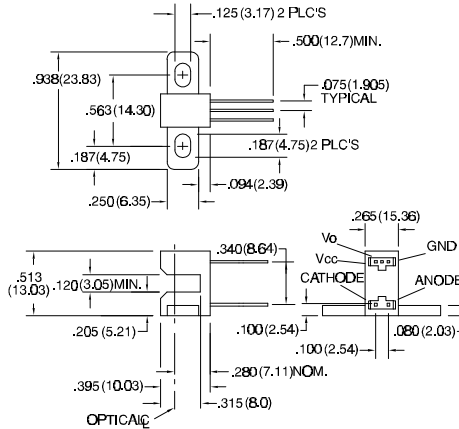 .125(3.17) 2 PLC'S
.500(12.7)MIN.
.938(23.83)
.075(1.905)
TYPICAL
.563(14.30)
.187(4.75)
.187(4.75) 2 PLC'S
.094(2.39)
.250(6.35)
.265(15.36)
.340(8.64)
Vo
GND
Vcc
.513
(13.03)
.120(3.05)MIN.
CATHODE
ANODE
.205(5.21)
.100(2.54)
.080(2.03)
.100(2.54)
.280(7.11)NOM.
.395(10.03)
.315(8.0)
OPTICAL CL